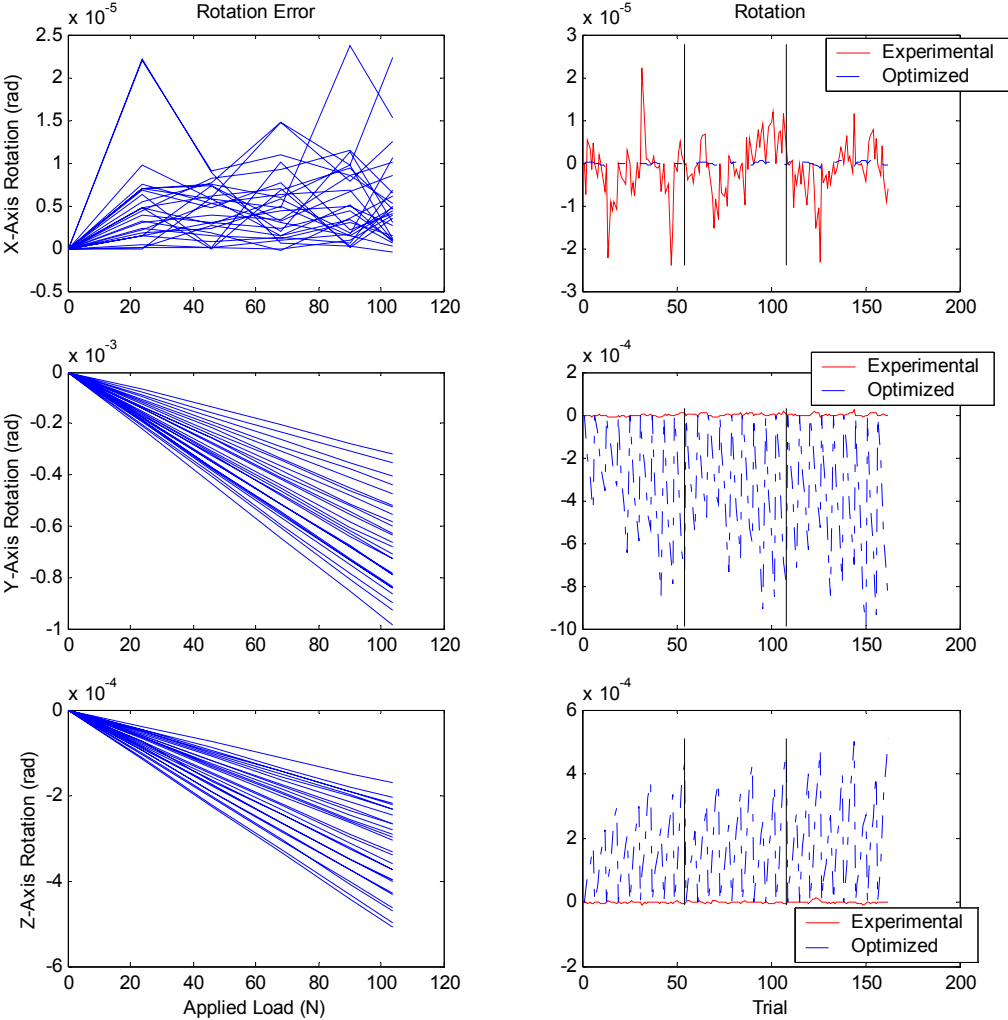 Rotation Error
x 10-5
2.5
2
1.5
1
0.5
0
-0.5
0 20 40 60 80 100 120
X-Axis Rotation (rad)
Rotation
x 10-5
3
2
1
0
-1
-2
-3
0 50 100 150 200
Experimental
Optimized
x 10-3
0
-0.2
-0.4
-0.6
-0.8
-1
0 20 40 60 80 100 120
Y-Axis Rotation (rad)
x 10-4
2
0
-2
-4
-6
-8
-10
0 50 100 150 200
Experimental
Optimized
x 10-4
0
-2
-4
-6
0 20 40 60 80 100 120
Z-Axis Rotation (rad)
Applied Load (N)
x 10-4
6
4
2
0
-2
0 50 100 150 200
Experimental
Optimized
Trial